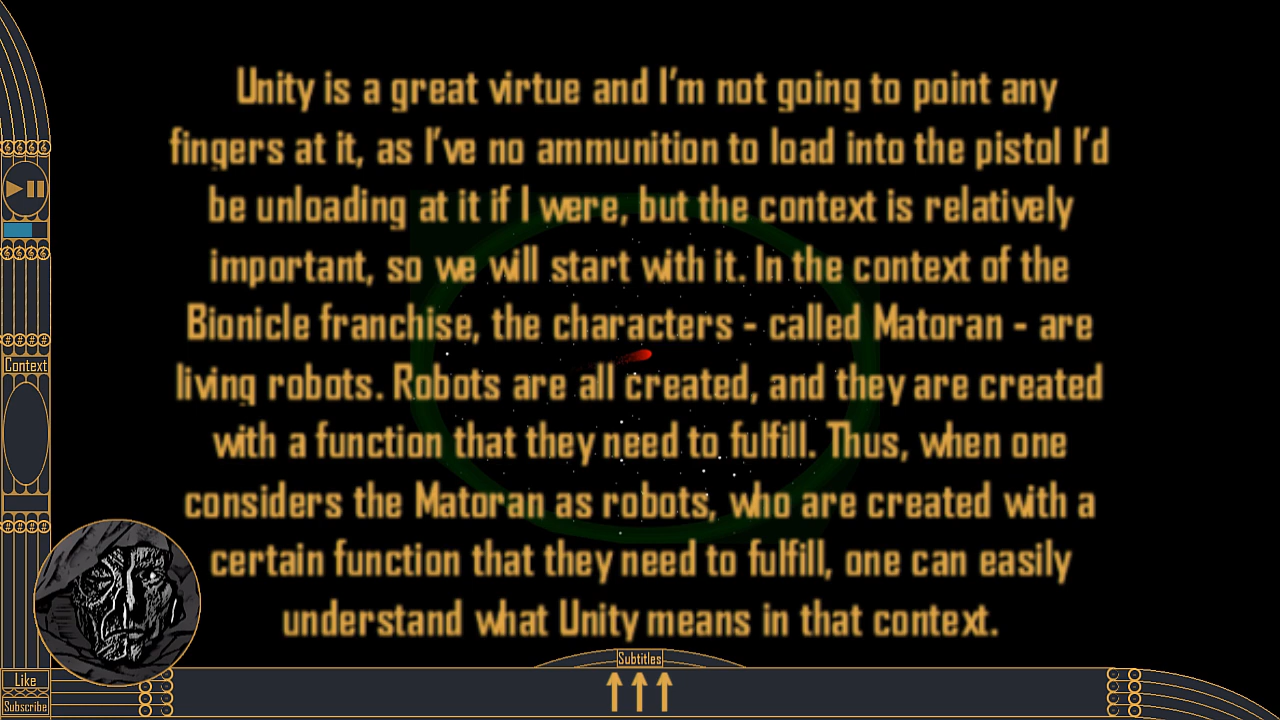 Unity is a great virtue and I'm not going to point any
fingers at it, as I've no ammunition to load into the pistol I'd
be unloading at it if I were, but the context is relatively
important, so we will start with it. In the context of the
Bionicle franchise, the characters - called Matoran - are
living robots. Robots are all created, and they are created
with a function that they need to fulfill. Thus, when one
considers the Matoran as robots, who are created with a
certain function that they need to fulfill, one can easily
understand what Unity means in that context.
Context
Like
Subscribe
Subtitles